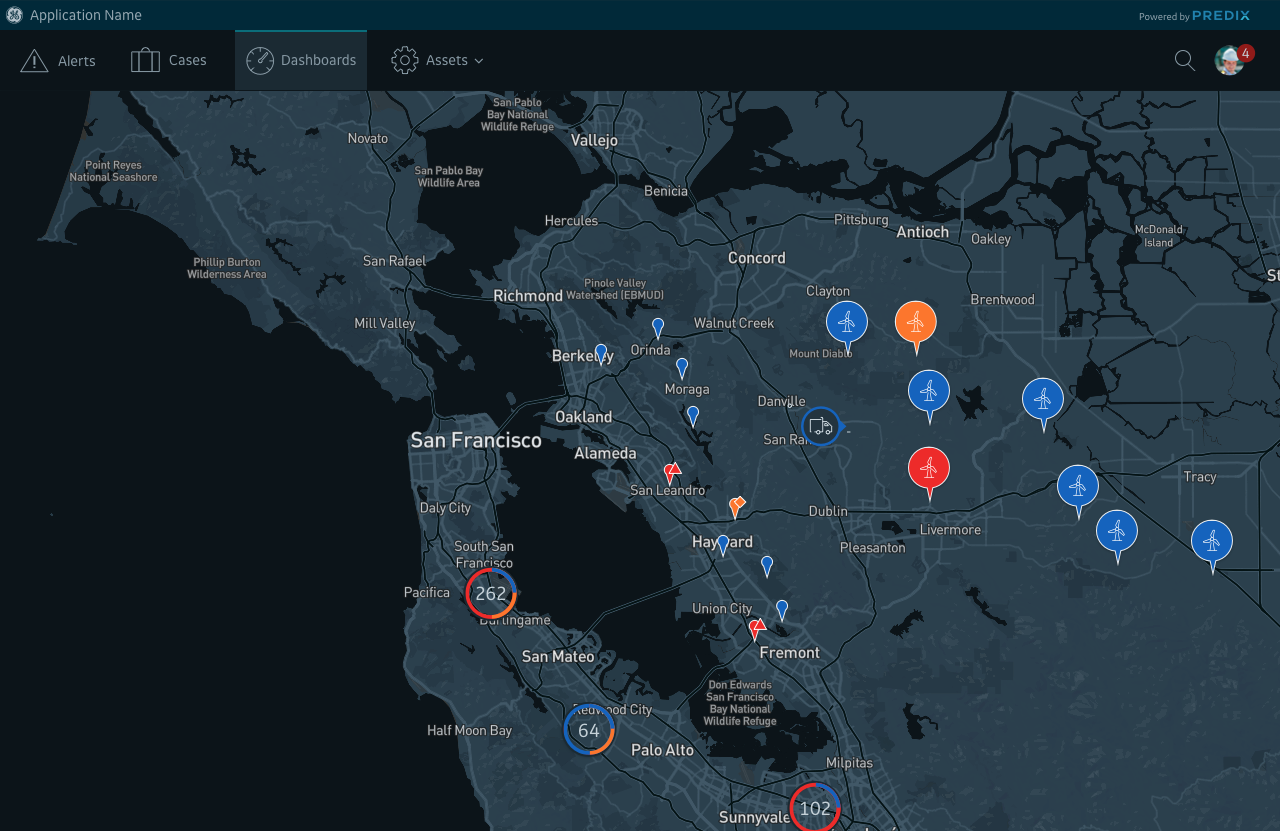 Application Name
Powered by PREDIX
Alerts
Cases
Dashboards
Assets
4
San Pablo
Bay National
Wildlife Refuge
Novato
Vallejo
Point Reyes
National Seashore
San Pablo Bay
Wildlife Area
Benicia
Hercules
Pittsburg
Antioch
Oakley
McDonald
Island
Phillip Burton
Wilderness Area
San Rafael
Concord
Richmond
Pinole Valley
Watershed (EBMUD)
Clayton
Brentwood
Mill Valley
Walnut Creek
Berkeley
Orinda
Mount Diablo
Moraga
Danville
Oakland
San Francisco
San Ra
Alameda
San Leandro
Tracy
Daly City
Dublin
Livermore
Hayward
South San
Francisco
Pleasanton
Pacifica
262
Burlingame
Union City
San Mateo
Fremont
Don Edwards
San Francisco
Bay National
Wildlife Refuge
Redwood City
64
Half Moon Bay
Palo Alto
Milpitas
102
Sunnyvale